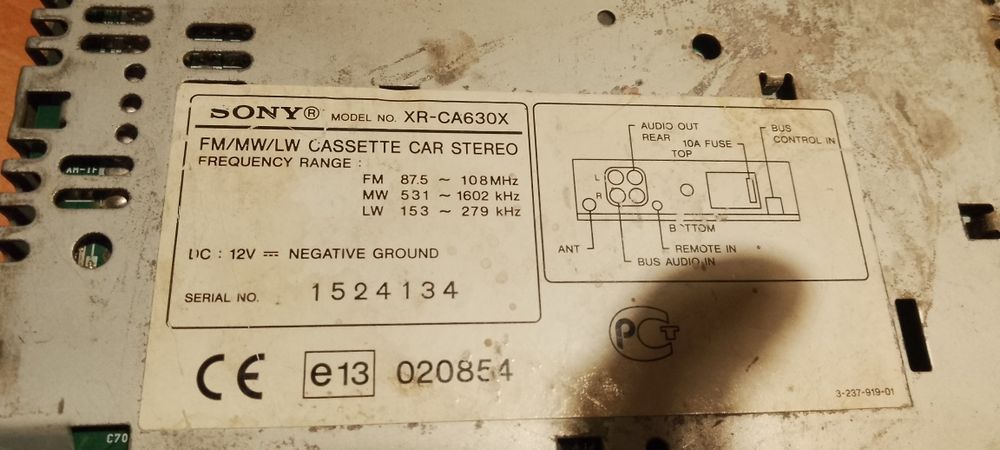 SONY® MODEL NO. XR-CA630X
FM/MW/LW CASSETTE CAR STEREO
FREQUENCY RANGE :
FM 87.5 ~ 108MHz
MW 531 ~ 1602 kHz
LW 153 ~ 279 kHz
DC : 12V ⎓ NEGATIVE GROUND
SERIAL NO. 1524134
AUDIO OUT
REAR
10A FUSE
TOP
BUS
CONTROL IN
L
R
BOTTOM
ANT
REMOTE IN
BUS AUDIO IN
CE e13 020854
РСТ
3-237-919-01
C70